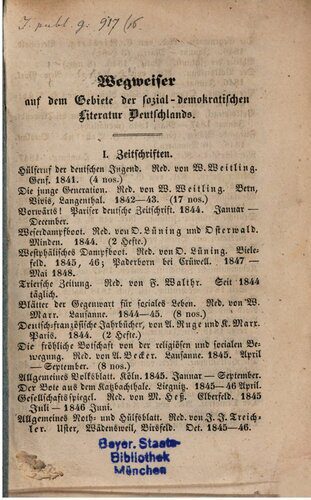 J. publ. g. 917/16
Wegweiser
auf dem Gebiete der sozial-demokratischen
Literatur Deutschlands.
I. Zeitschriften.
Hülferuf der deutschen Jugend. Red. von W. Weitling.
Genf. 1841. (4 nos.)
Die junge Generation. Red. von W. Weitling. Bern,
Vivis, Langenthal. 1842—43. (17 nos.)
Vorwärts! Pariser deutsche Zeitschrift. 1844. Januar —
December.
Weserdampfboot. Red. von O. Lüning und Osterwald.
Minden. 1844. (2 Hefte.)
Westphälisches Dampfboot. Red. von O. Lüning. Biele-
feld. 1845, 46; Paderborn bei Crüwell. 1847 —
Mai 1848.
Triersche Zeitung. Red. von F. Walthr. Seit 1844
täglich.
Blätter der Gegenwart für soziales Leben. Red. von W.
Marr. Lausanne. 1844—45. (8 nos.)
Deutsch-französische Jahrbücher, von A. Ruge und K. Marx.
Paris. 1844. (2 Hefte.)
Die fröhliche Botschaft von der religiösen und sozialen Be-
wegung. Red. von A. Becker. Lausanne. 1845. April
— September. (8 nos.)
Allgemeines Volksblatt. Köln. 1845. Januar — September.
Der Bote aus dem Katzbachthale. Liegnitz. 1845—46 April.
Gesellschaftsspiegel. Red. von M. Heß. Elberfeld. 1845
Juli — 1846 Juni.
Allgemeines Noth- und Hülfsblatt. Red. von J. J. Treich-
ler. Uster, Wädensweil, Birsfeld. Oct. 1845—46.
Bayer. Staats-
Bibliothek
München